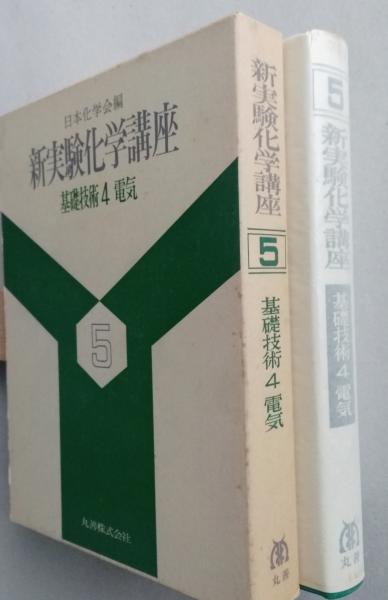 日本化学会編
新実験化学講座
基礎技術4 電気
5
丸善株式会社
新実験化学講座
5
基礎技術4 電気
丸善
5
新実験化学講座
基礎技術4 電気
丸善